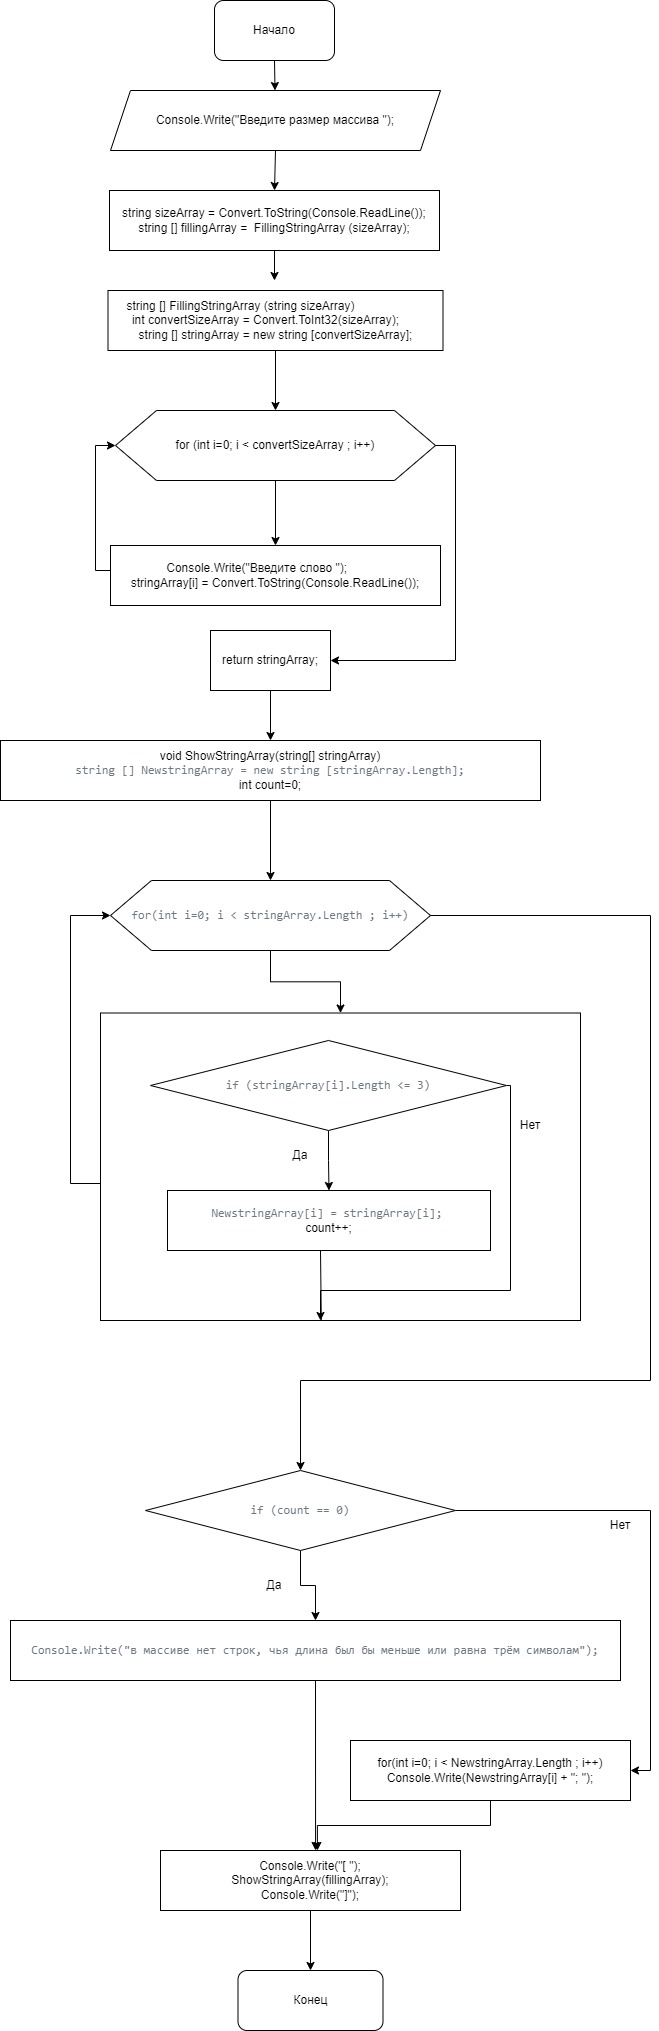 Начало
Console.Write("Введите размер массива ");
string sizeArray = Convert.ToString(Console.ReadLine());
string [] fillingArray =  FillingStringArray (sizeArray);
string [] FillingStringArray (string sizeArray)
int convertSizeArray = Convert.ToInt32(sizeArray);
string [] stringArray = new string [convertSizeArray];
for (int i=0; i < convertSizeArray ; i++)
Console.Write("Введите слово ");
stringArray[i] = Convert.ToString(Console.ReadLine());
return stringArray;
void ShowStringArray(string[] stringArray)
string [] NewstringArray = new string [stringArray.Length];
int count=0;
for(int i=0; i < stringArray.Length ; i++)
if (stringArray[i].Length <= 3)
Нет
Да
NewstringArray[i] = stringArray[i];
count++;
if (count == 0)
Нет
Да
Console.Write("в массиве нет строк, чья длина был бы меньше или равна трём символам");
for(int i=0; i < NewstringArray.Length ; i++)
Console.Write(NewstringArray[i] + "; ");
Console.Write("[ ");
ShowStringArray(fillingArray);
Console.Write("]");
Конец